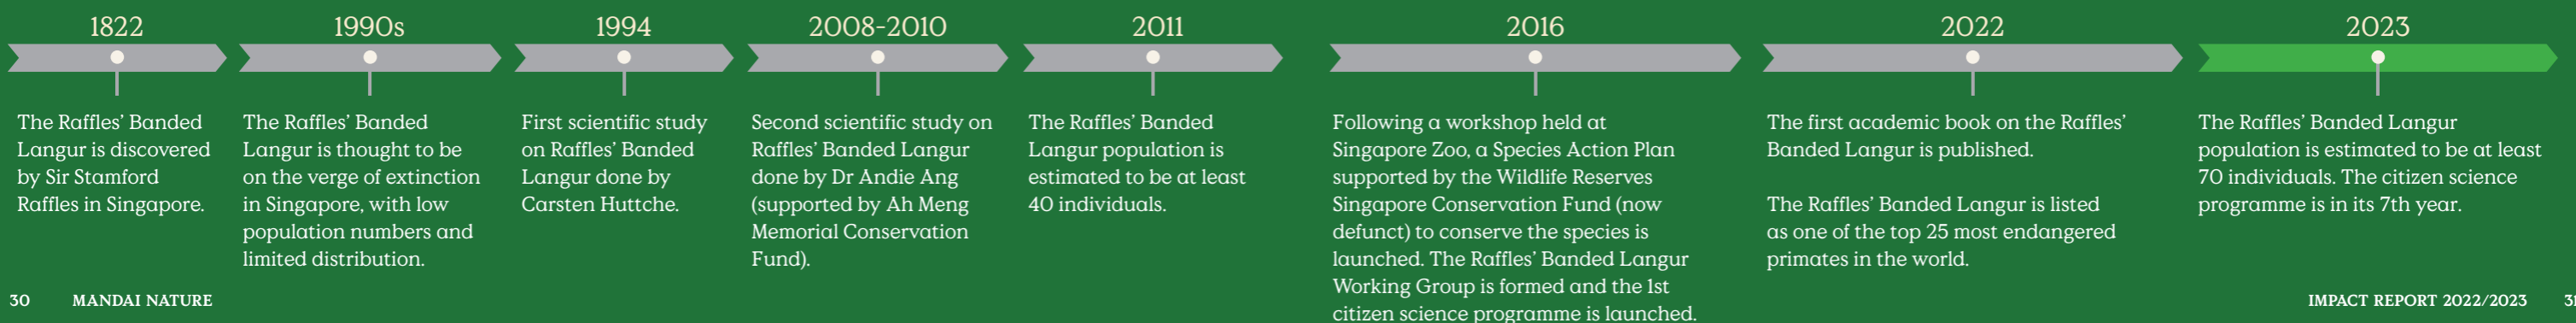 1822
The Raffles’ Banded
Langur is discovered
by Sir Stamford
Raffles in Singapore.
1990s
The Raffles’ Banded
Langur is thought to be
on the verge of extinction
in Singapore, with low
population numbers and
limited distribution.
1994
First scientific study
on Raffles’ Banded
Langur done by
Carsten Huttche.
2008-2010
Second scientific study on
Raffles’ Banded Langur
done by Dr Andie Ang
(supported by Ah Meng
Memorial Conservation
Fund).
2011
The Raffles’ Banded
Langur population is
estimated to be at least
40 individuals.
2016
Following a workshop held at
Singapore Zoo, a Species Action Plan
supported by the Wildlife Reserves
Singapore Conservation Fund (now
defunct) to conserve the species is
launched. The Raffles’ Banded Langur
Working Group is formed and the 1st
citizen science programme is launched.
2022
The first academic book on the Raffles’
Banded Langur is published.
The Raffles’ Banded Langur is listed
as one of the top 25 most endangered
primates in the world.
2023
The Raffles’ Banded Langur
population is estimated to be at least
70 individuals. The citizen science
programme is in its 7th year.
30 MANDAI NATURE
IMPACT REPORT 2022/2023 31